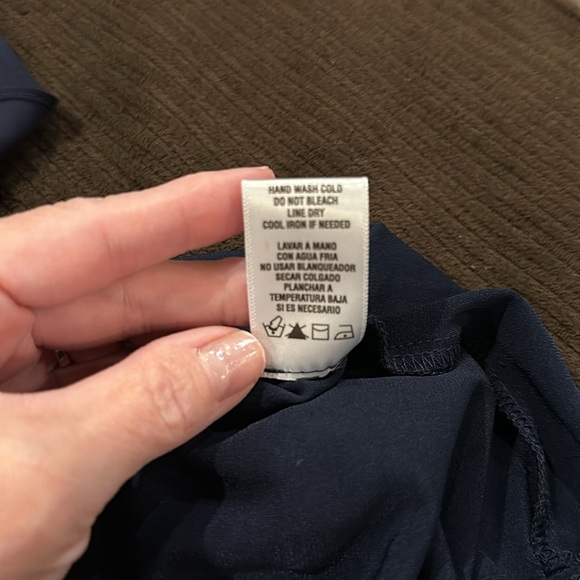 HAND WASH COLD
DO NOT BLEACH
LINE DRY
COOL IRON IF NEEDED
LAVAR A MANO
CON AGUA FRIA
NO USAR BLANQUEADOR
SECAR COLGADO
PLANCHAR A
TEMPERATURA BAJA
SI ES NECESARIO